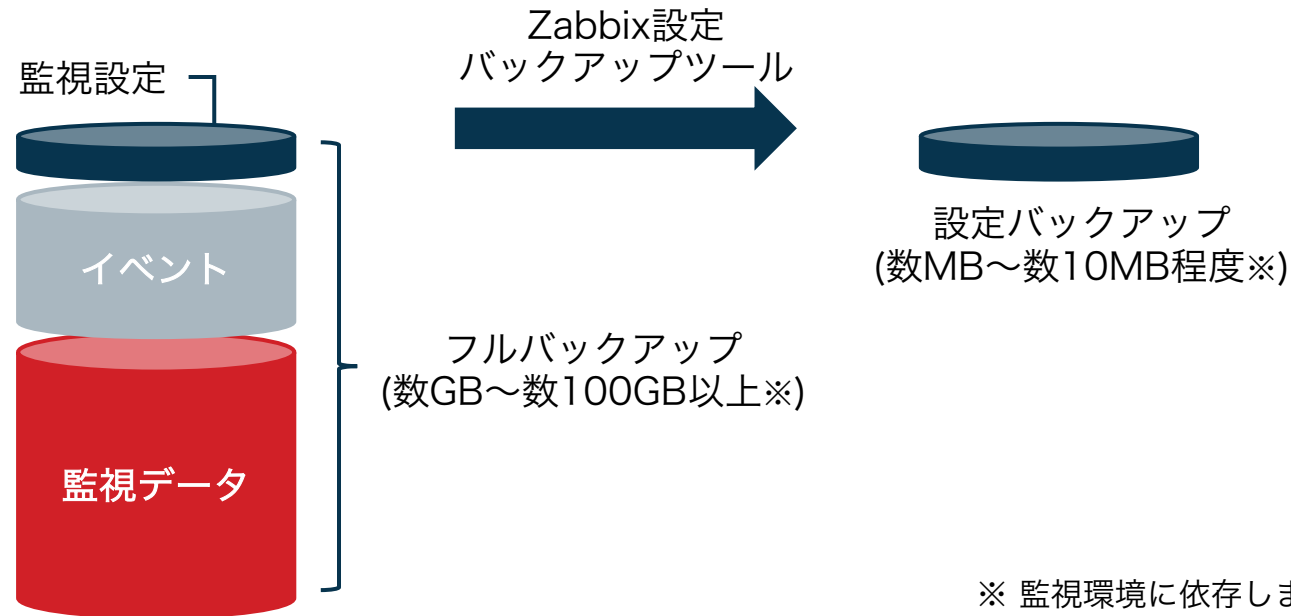 Zabbix設定
バックアップツール
監視設定
イベント
監視データ
フルバックアップ
(数GB〜数100GB以上※)
設定バックアップ
(数MB〜数10MB程度※)
※ 監視環境に依存しま